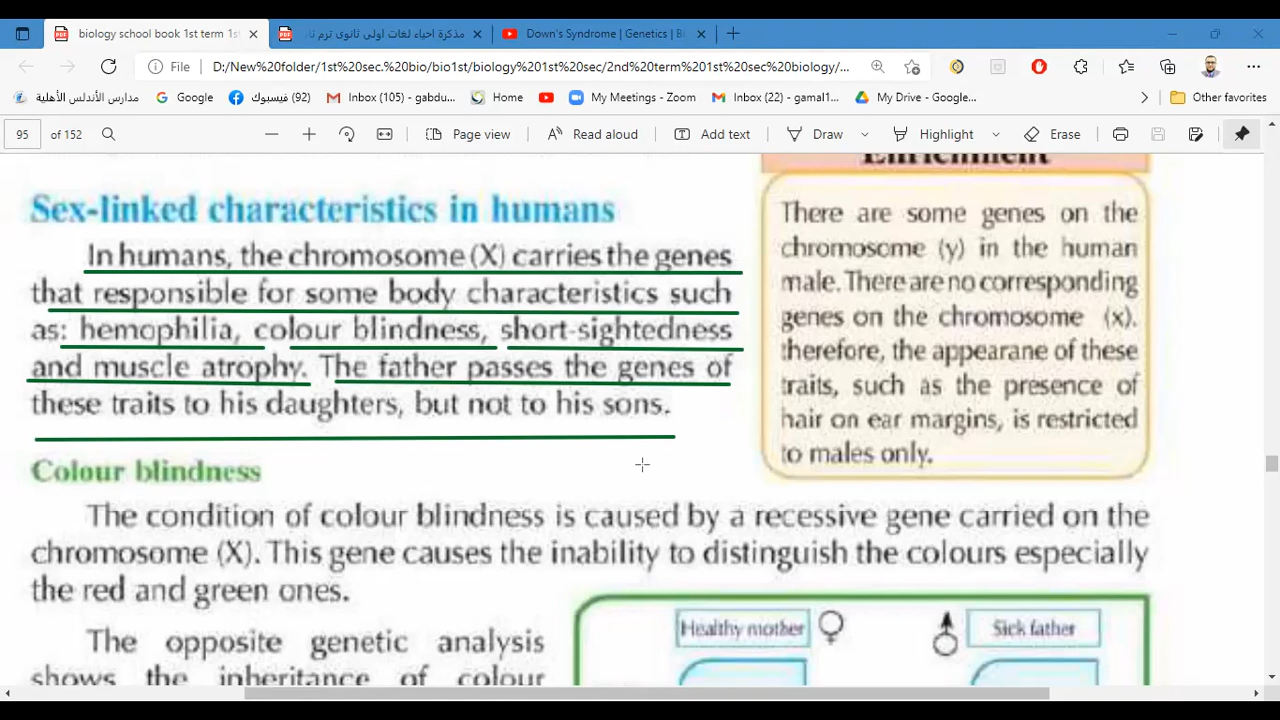 biology school book 1st term 1s
مذكرة احياء لغات اولى ثانوى ترم تا
Down's Syndrome | Genetics | Bi
File
D:/New%20folder/1st%20sec.%20bio/bio1st/biology%201st%20sec/2nd%20term%201st%20sec%20biology/...
مدارس الأندلس الأهلية
Google
(92) فيسبوك
Inbox (105) - gabdu...
Home
My Meetings - Zoom
Inbox (22) - gamal1...
My Drive - Google...
Other favorites
95 of 152
Page view
Read aloud
Add text
Draw
Highlight
Erase
Enrichment
Sex-linked characteristics in humans
In humans, the chromosome (X) carries the genes
that responsible for some body characteristics such
as: hemophilia, colour blindness, short-sightedness
and muscle atrophy. The father passes the genes of
these traits to his daughters, but not to his sons.
There are some genes on the
chromosome (y) in the human
male. There are no corresponding
genes on the chromosome (x).
therefore, the appearane of these
traits, such as the presence of
hair on ear margins, is restricted
to males only.
Colour blindness
The condition of colour blindness is caused by a recessive gene carried on the
chromosome (X). This gene causes the inability to distinguish the colours especially
the red and green ones.
The opposite genetic analysis
shows the inheritance of colour
Healthy mother
Sick father